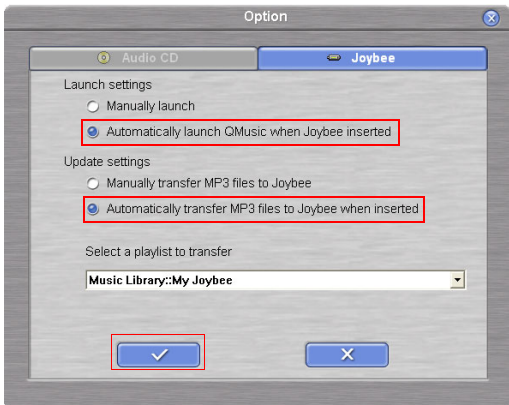 Option
Audio CD
Joybee
Launch settings
Manually launch
Automatically launch QMusic when Joybee inserted
Update settings
Manually transfer MP3 files to Joybee
Automatically transfer MP3 files to Joybee when inserted
Select a playlist to transfer
Music Library::My Joybee